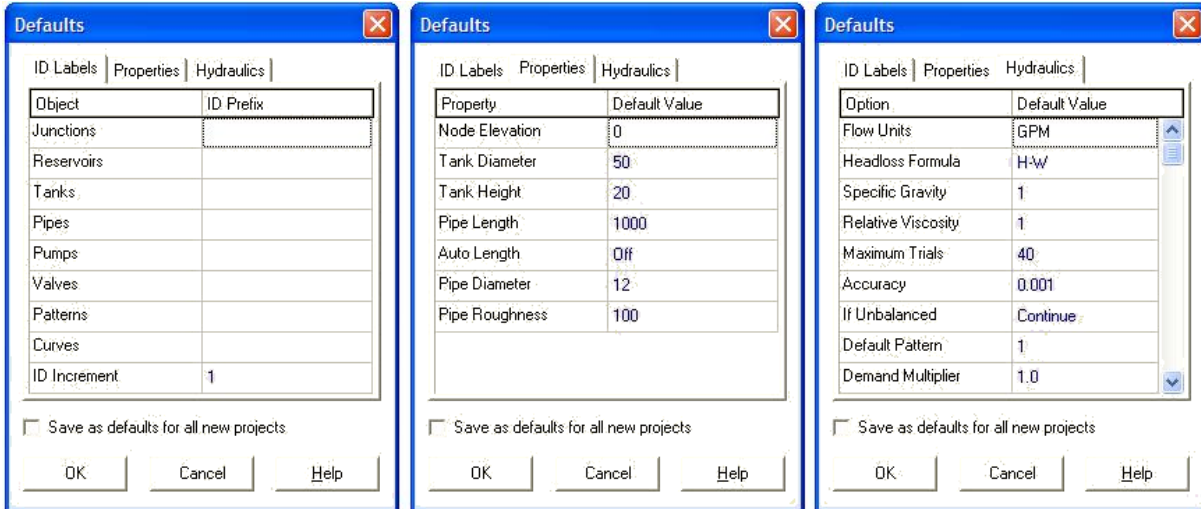 Defaults
ID Labels Properties Hydraulics
Object ID Prefix
Junctions
Reservoirs
Tanks
Pipes
Pumps
Valves
Patterns
Curves
ID Increment 1
Save as defaults for all new projects
OK Cancel Help
Defaults
ID Labels Properties Hydraulics
Property Default Value
Node Elevation 0
Tank Diameter 50
Tank Height 20
Pipe Length 1000
Auto Length Off
Pipe Diameter 12
Pipe Roughness 100
Save as defaults for all new projects
OK Cancel Help
Defaults
ID Labels Properties Hydraulics
Option Default Value
Flow Units GPM
Headloss Formula H-W
Specific Gravity 1
Relative Viscosity 1
Maximum Trials 40
Accuracy 0.001
If Unbalanced Continue
Default Pattern 1
Demand Multiplier 1.0
Save as defaults for all new projects
OK Cancel Help